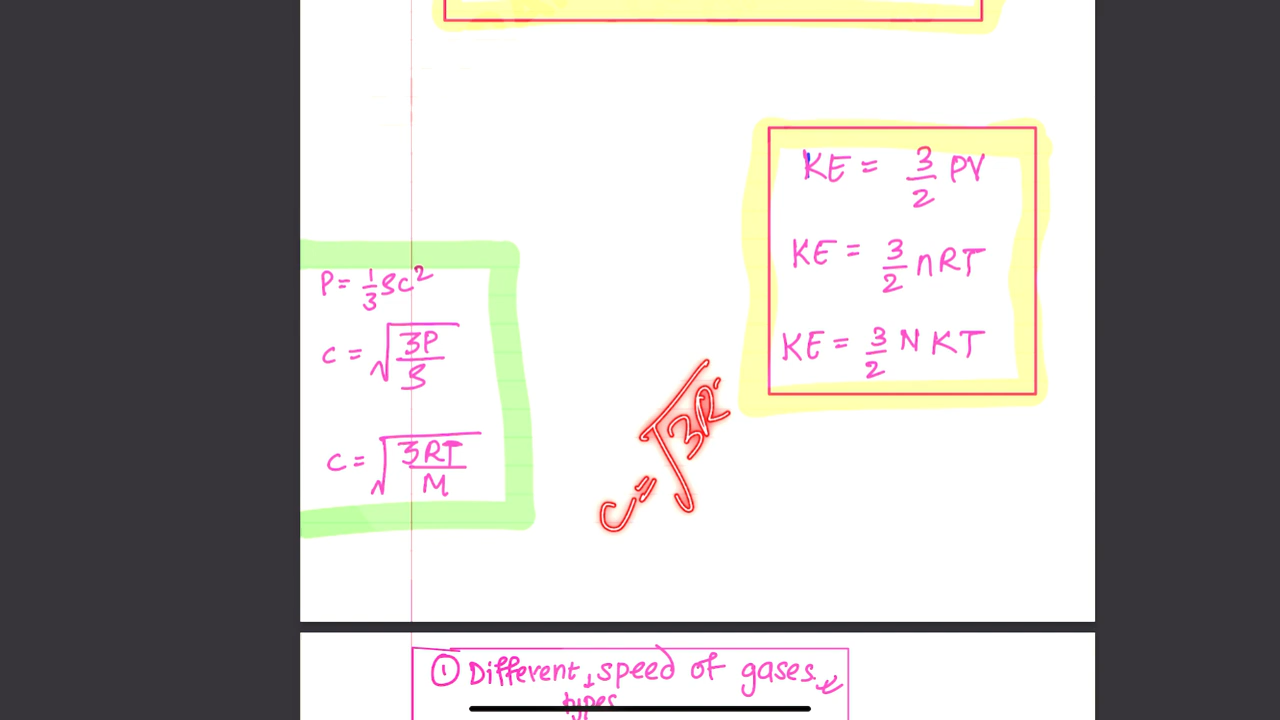 KE = 3/2 PV
KE = 3/2 nRT
KE = 3/2 N KT
P = 1/3 ρc²
c = √(3P/ρ)
c = √(3RT/M)
C = √3R
① Different speed of gases
types